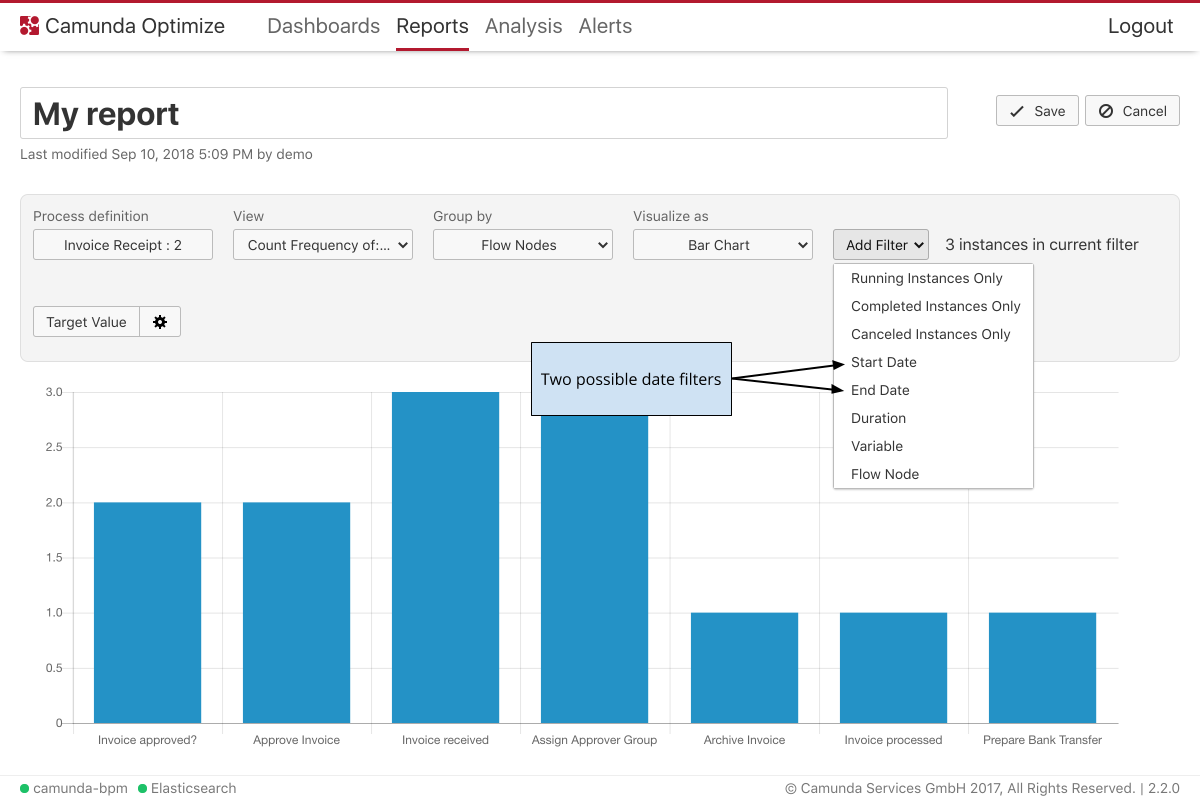 Camunda Optimize Dashboards Reports Analysis Alerts Logout
My report
Save Cancel
Last modified Sep 10, 2018 5:09 PM by demo
Process definition View Group by Visualize as
Invoice Receipt : 2 Count Frequency of:... Flow Nodes Bar Chart Add Filter 3 instances in current filter
Running Instances Only
Completed Instances Only
Canceled Instances Only
Start Date
End Date
Duration
Variable
Flow Node
Target Value
Two possible date filters
3.0
2.5
2.0
1.5
1.0
0.5
0
Invoice approved? Approve Invoice Invoice received Assign Approver Group Archive Invoice Invoice processed Prepare Bank Transfer
camunda-bpm Elasticsearch © Camunda Services GmbH 2017, All Rights Reserved. | 2.2.0